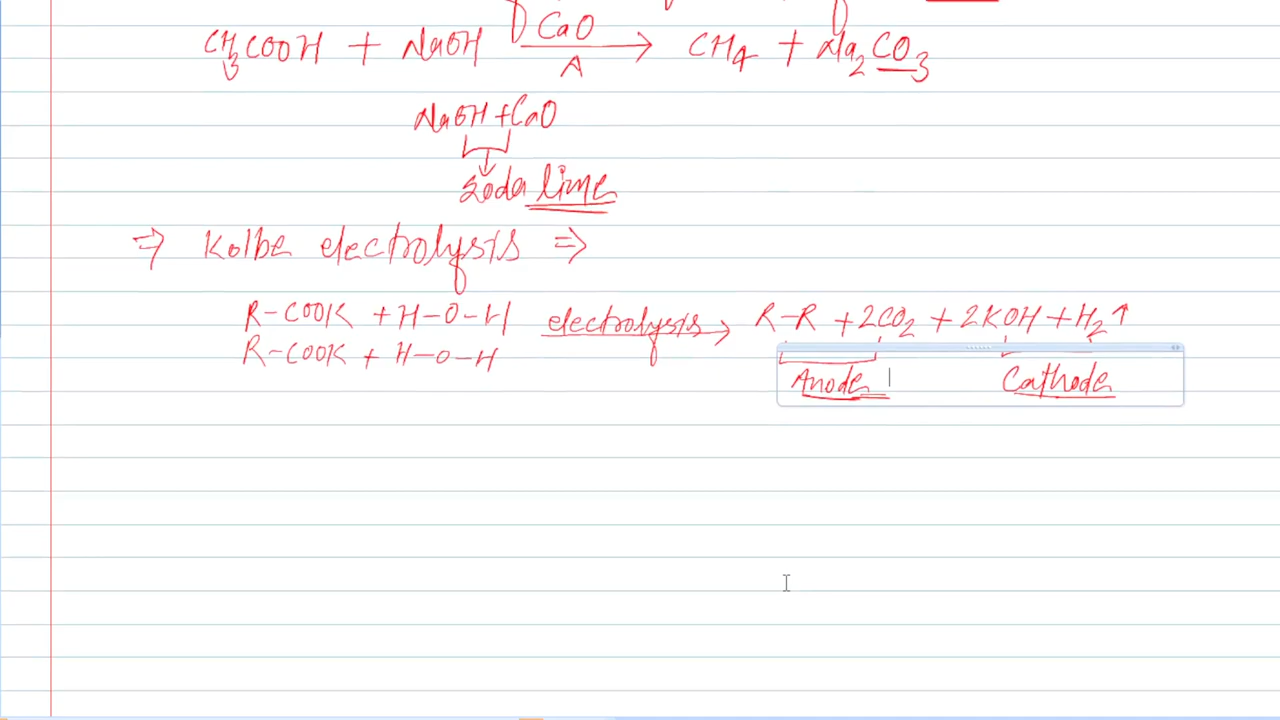 CH3COOH + NaOH CaO/Δ → CH4 + Na2CO3
NaOH + CaO
soda lime
⇒ Kolbe electrolysis ⇒
R-COOK + H-O-H electrolysis → R-R + 2CO2 + 2KOH + H2↑
R-COOK + H-O-H
Anode Cathode